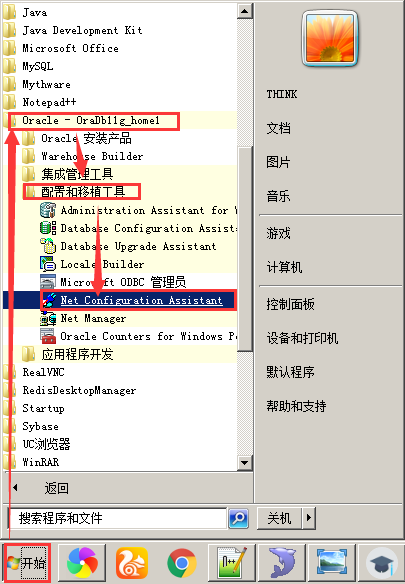 Java
Java Development Kit
Microsoft Office
MySQL
Mythware
Notepad++
Oracle - OraDb11g_home1
Oracle 安装产品
Warehouse Builder
集成管理工具
配置和移植工具
Administration Assistant for W
Database Configuration Assista
Database Upgrade Assistant
Locale Builder
Microsoft ODBC 管理员
Net Configuration Assistant
Net Manager
Oracle Counters for Windows Pe
应用程序开发
RealVNC
RedisDesktopManager
Startup
Sybase
UC浏览器
WinRAR
返回
搜索程序和文件
THINK
文档
图片
音乐
游戏
计算机
控制面板
设备和打印机
默认程序
帮助和支持
关机
开始